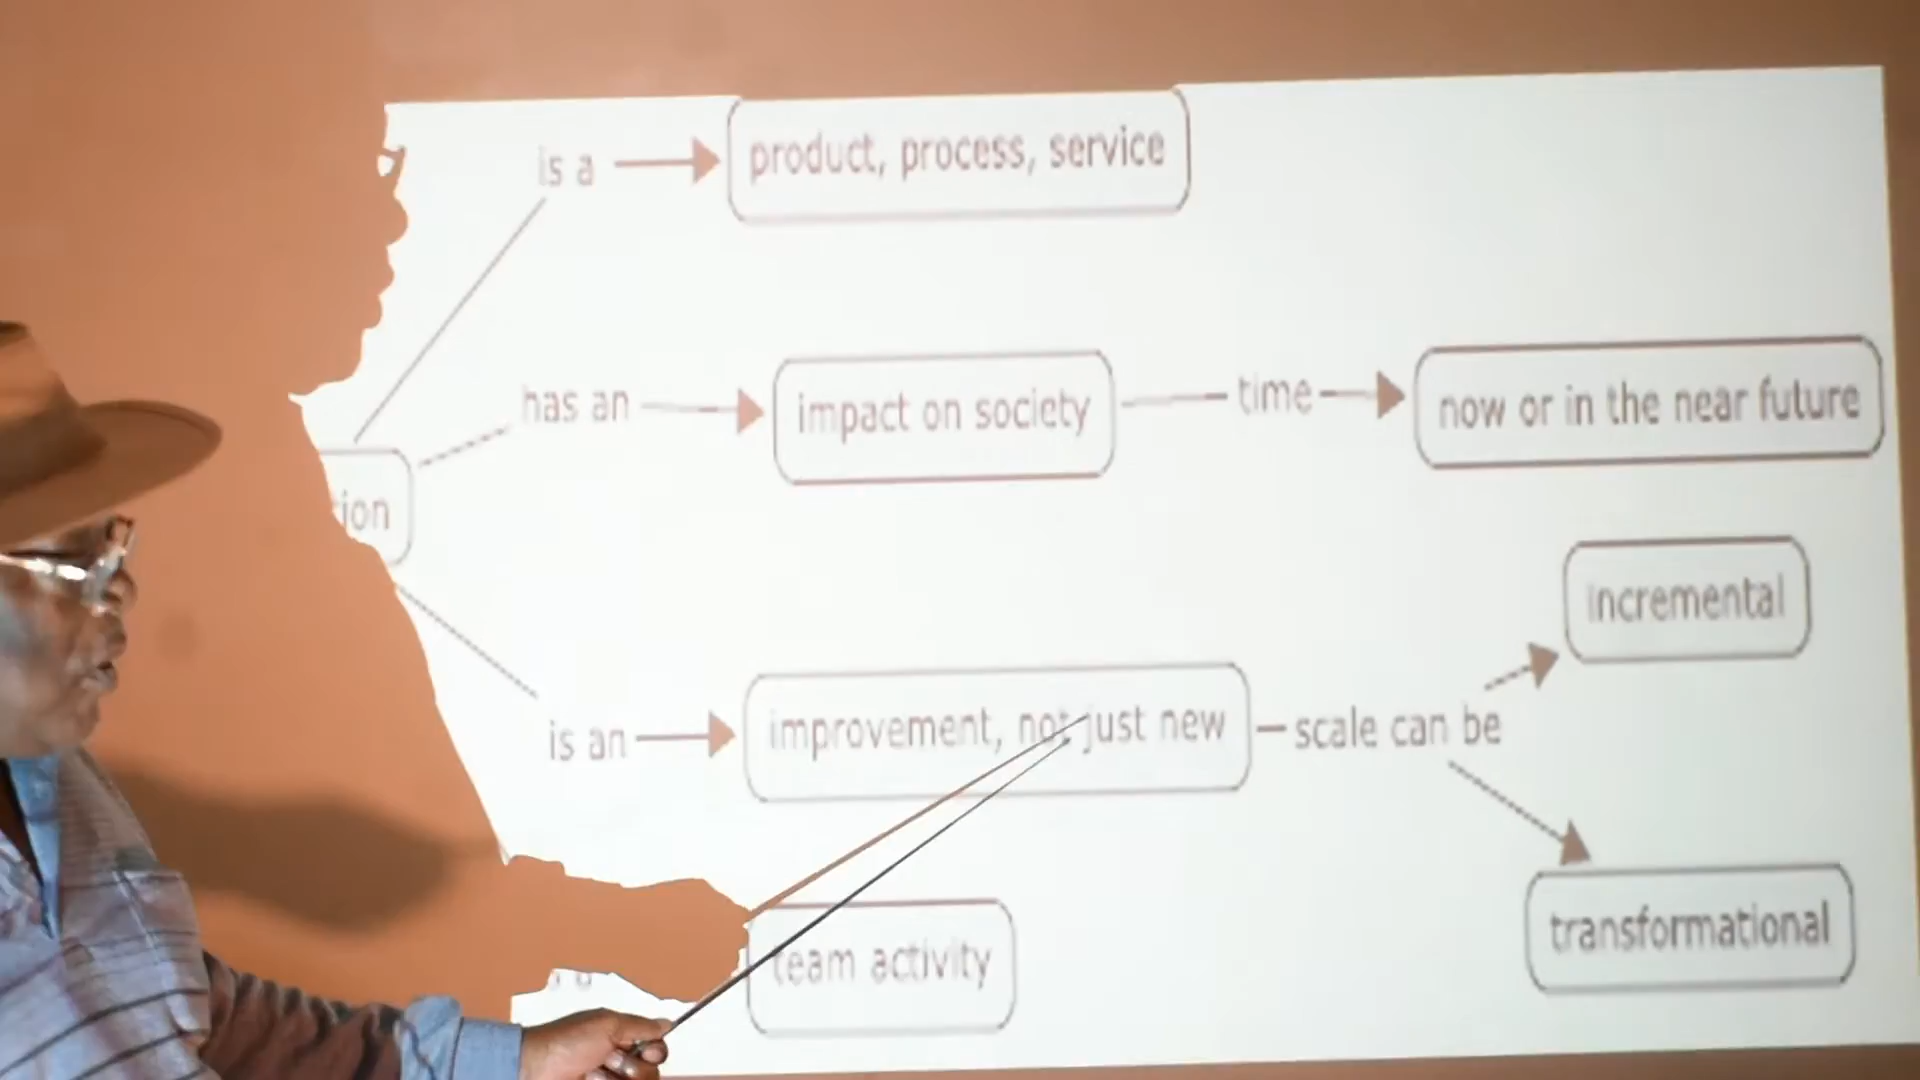 is a
product, process, service
has an
impact on society
time
now or in the near future
incremental
is an
improvement, not just new
scale can be
transformational
team activity